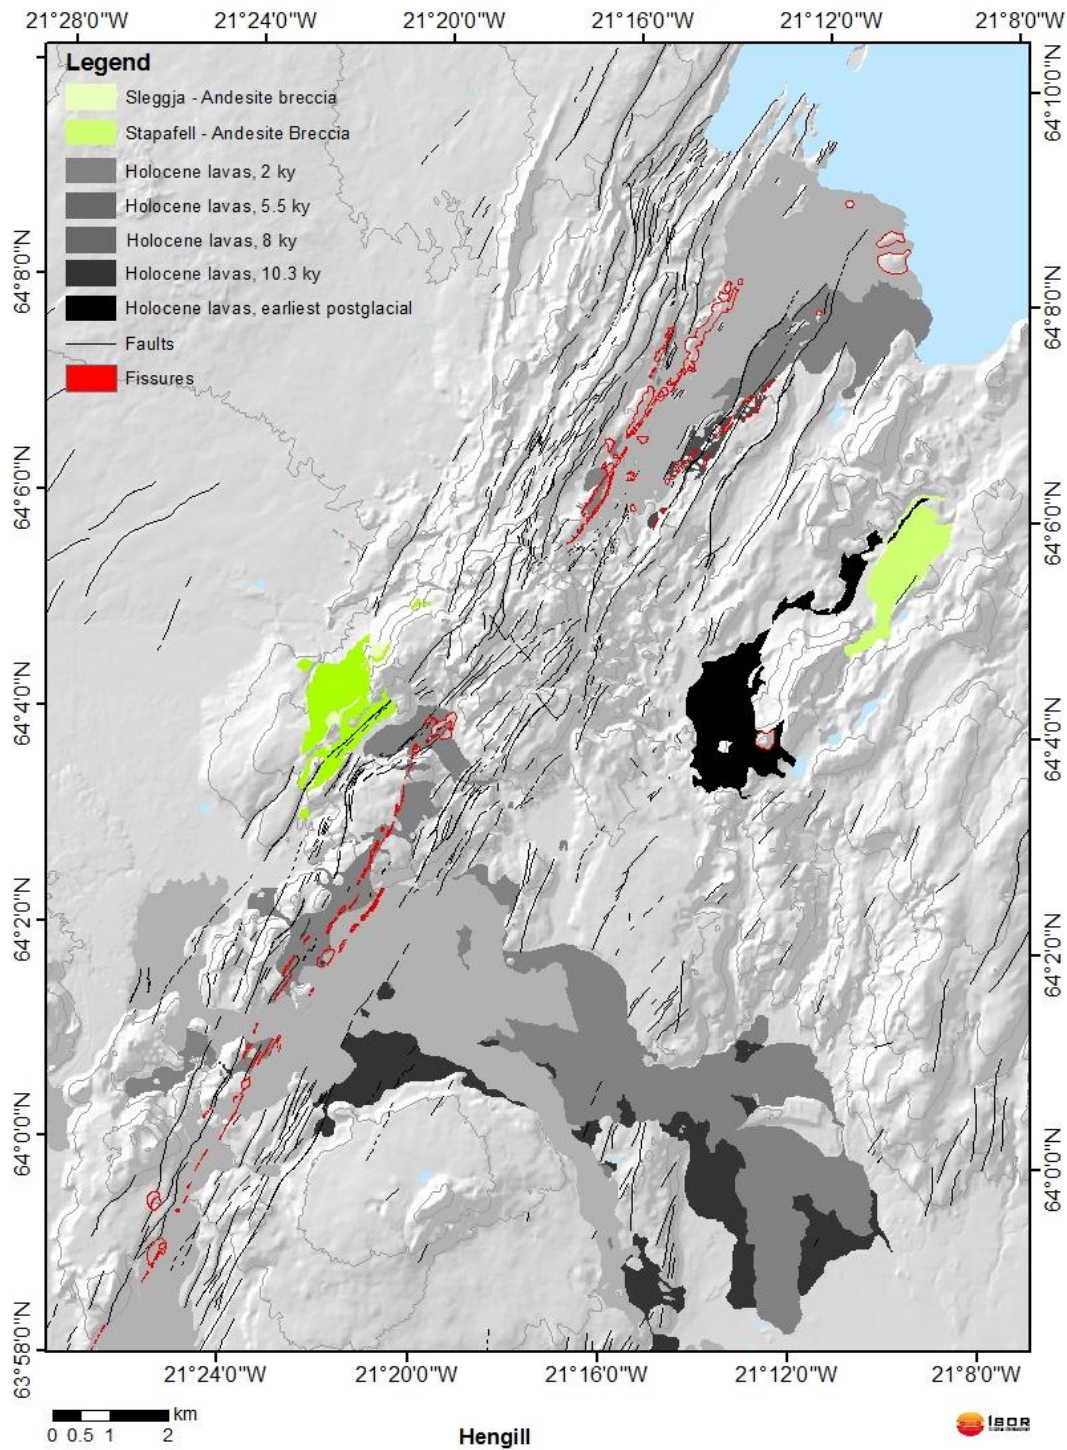 21°28'0"W 21°24'0"W 21°20'0"W 21°16'0"W 21°12'0"W 21°8'0"W
Legend
Sleggja - Andesite breccia
Stapafell - Andesite Breccia
Holocene lavas, 2 ky
Holocene lavas, 5.5 ky
Holocene lavas, 8 ky
Holocene lavas, 10.3 ky
Holocene lavas, earliest postglacial
Faults
Fissures
64°8'0"N
64°6'0"N
64°4'0"N
64°2'0"N
64°0'0"N
63°58'0"N
64°10'0"N
64°8'0"N
64°6'0"N
64°4'0"N
64°2'0"N
64°0'0"N
21°24'0"W 21°20'0"W 21°16'0"W 21°12'0"W 21°8'0"W
km
0 0.5 1 2
Hengill
ISOR